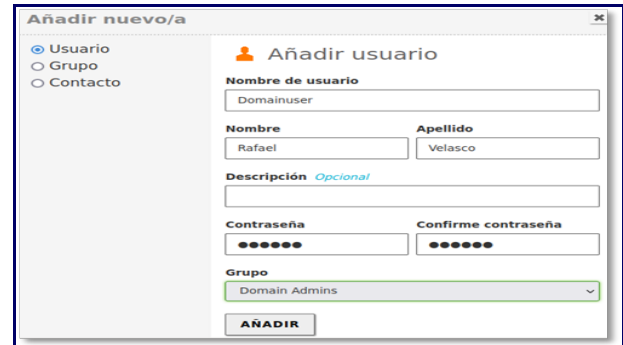 Añadir nuevo/a
Usuario
Grupo
Contacto
Añadir usuario
Nombre de usuario
Domainuser
Nombre Apellido
Rafael Velasco
Descripción Opcional
Contraseña Confirme contraseña
●●●●●● ●●●●●●
Grupo
Domain Admins
AÑADIR